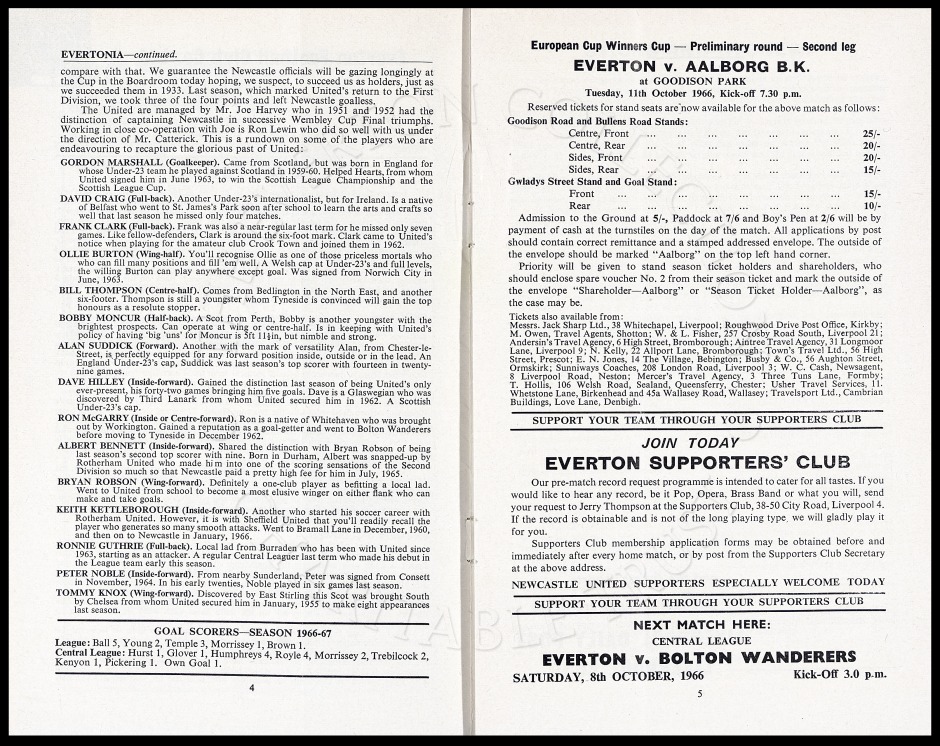 EVERTONIA—continued.
compare with that. We guarantee the Newcastle officials will be gazing longingly at
the Cup in the Boardroom today hoping, we suspect, to succeed us as holders, just as
we succeeded them in 1933. Last season, which marked United's return to the First
Division, we took three of the four points and left Newcastle goalless.
The United are managed by Mr. Joe Harvey who in 1951 and 1952 had the
distinction of captaining Newcastle in successive Wembley Cup Final triumphs.
Working in close co-operation with Joe is Ron Lewin who did so well with us under
the direction of Mr. Catterick. This is a rundown on some of the players who are
endeavouring to recapture the glorious past of United:
GORDON MARSHALL (Goalkeeper). Came from Scotland, but was born in England for
whose Under-23 team he played against Scotland in 1959-60. Helped Hearts, from whom
United signed him in June 1963, to win the Scottish League Championship and the
Scottish League Cup.
DAVID CRAIG (Full-back). Another Under-23's internationalist, but for Ireland. Is a native
of Belfast who went to St. James's Park soon after school to learn the arts and crafts so
well that last season he missed only four matches.
FRANK CLARK (Full-back). Frank was also a near-regular last term for he missed only seven
games. Like fellow-defenders, Clark is around the six-foot mark. Clark came to United's
notice when playing for the amateur club Crook Town and joined them in 1962.
OLLIE BURTON (Wing-half). You'll recognise Ollie as one of those priceless mortals who
who can fill many positions and fill 'em well. A Welsh cap at Under-23's and full levels,
the willing Burton can play anywhere except goal. Was signed from Norwich City in
June, 1963.
BILL THOMPSON (Centre-half). Comes from Bedlington in the North East, and another
six-footer. Thompson is still a youngster whom Tyneside is convinced will gain the top
honours as a resolute stopper.
BOBBY MONCUR (Half-back). A Scot from Perth, Bobby is another youngster with the
brightest prospects. Can operate at wing or centre-half. Is in keeping with United's
policy of having 'big 'uns' for Moncur is 5ft 11½in, but nimble and strong.
ALAN SUDDICK (Forward). Another with the mark of versatility Alan, from Chester-le-
Street, is perfectly equipped for any forward position inside, outside or in the lead. An
England Under-23's cap, Suddick was last season's top scorer with fourteen in twenty-
nine games.
DAVE HILLEY (Inside-forward). Gained the distinction last season of being United's only
ever-present, his forty-two games bringing him five goals. Dave is a Glaswegian who was
discovered by Third Lanark from whom United secured him in 1962. A Scottish
Under-23's cap.
RON McGARRY (Inside or Centre-forward). Ron is a native of Whitehaven who was brought
out by Workington. Gained a reputation as a goal-getter and went to Bolton Wanderers
before moving to Tyneside in December 1962.
ALBERT BENNETT (Inside-forward). Shared the distinction with Bryan Robson of being
last season's second top scorer with nine. Born in Durham, Albert was snapped-up by
Rotherham United who made him into one of the scoring sensations of the Second
Division so much so that Newcastle paid a pretty high fee for him in July, 1965.
BRYAN ROBSON (Wing-forward). Definitely a one-club player as befitting a local lad.
Went to United from school to become a most elusive winger on either flank who can
make and take goals.
KEITH KETTLEBOROUGH (Inside-forward). Another who started his soccer career with
Rotherham United. However, it is with Sheffield United that you'll readily recall the
player who generates so many smooth attacks. Went to Bramall Lane in December, 1960,
and then on to Newcastle in January, 1966.
RONNIE GUTHRIE (Full-back). Local lad from Burraden who has been with United since
1963, starting as an attacker. A regular Central Leaguer last term who made his debut in
the League team early this season.
PETER NOBLE (Inside-forward). From nearby Sunderland, Peter was signed from Consett
in November, 1964. In his early twenties, Noble played in six games last season.
TOMMY KNOX (Wing-forward). Discovered by East Stirling this Scot was brought South
by Chelsea from whom United secured him in January, 1955 to make eight appearances
last season.
GOAL SCORERS—SEASON 1966-67
League: Ball 5, Young 2, Temple 3, Morrissey 1, Brown 1.
Central League: Hurst 1, Glover 1, Humphreys 4, Royle 4, Morrissey 2, Trebilcock 2,
Kenyon 1, Pickering 1. Own Goal 1.
4
European Cup Winners Cup — Preliminary round — Second leg
EVERTON v. AALBORG B.K.
at GOODISON PARK
Tuesday, 11th October 1966, Kick-off 7.30 p.m.
Reserved tickets for stand seats are now available for the above match as follows:
Goodison Road and Bullens Road Stands:
Centre, Front ... ... ... ... ... ... ... 25/-
Centre, Rear ... ... ... ... ... ... ... 20/-
Sides, Front ... ... ... ... ... ... ... 20/-
Sides, Rear ... ... ... ... ... ... ... 15/-
Gwladys Street Stand and Goal Stand:
Front ... ... ... ... ... ... ... 15/-
Rear ... ... ... ... ... ... ... 10/-
Admission to the Ground at 5/-, Paddock at 7/6 and Boy's Pen at 2/6 will be by
payment of cash at the turnstiles on the day of the match. All applications by post
should contain correct remittance and a stamped addressed envelope. The outside of
the envelope should be marked "Aalborg" on the top left hand corner.
Priority will be given to stand season ticket holders and shareholders, who
should enclose spare voucher No. 2 from their season ticket and mark the outside of
the envelope "Shareholder—Aalborg" or "Season Ticket Holder—Aalborg", as
the case may be.
Tickets also available from:
Messrs. Jack Sharp Ltd., 38 Whitechapel, Liverpool; Roughwood Drive Post Office, Kirkby;
M. Owen, Travel Agents, Shotton; W. & L. Fisher, 257 Crosby Road South, Liverpool 21;
Andersin's Travel Agency, 6 High Street, Bromborough; Aintree Travel Agency, 31 Longmoor
Lane, Liverpool 9; N. Kelly, 22 Allport Lane, Bromborough; Town's Travel Ltd., 56 High
Street, Prescot; E. N. Jones, 14 The Village, Bebington; Busby & Co., 56 Aughton Street,
Ormskirk; Sunniways Coaches, 208 London Road, Liverpool 3; W. C. Cash, Newsagent,
8 Liverpool Road, Neston; Mercer's Travel Agency, 3 Three Tuns Lane, Formby;
T. Hollis, 106 Welsh Road, Sealand, Queensferry, Chester; Usher Travel Services, 11.
Whetstone Lane, Birkenhead and 45a Wallasey Road, Wallasey; Travelsport Ltd., Cambrian
Buildings, Love Lane, Denbigh.
SUPPORT YOUR TEAM THROUGH YOUR SUPPORTERS CLUB
JOIN TODAY
EVERTON SUPPORTERS' CLUB
Our pre-match record request programme is intended to cater for all tastes. If you
would like to hear any record, be it Pop, Opera, Brass Band or what you will, send
your request to Jerry Thompson at the Supporters Club, 38-50 City Road, Liverpool 4.
If the record is obtainable and is not of the long playing type we will gladly play it
for you.
Supporters Club membership application forms may be obtained before and
immediately after every home match, or by post from the Supporters Club Secretary
at the above address.
NEWCASTLE UNITED SUPPORTERS ESPECIALLY WELCOME TODAY
SUPPORT YOUR TEAM THROUGH YOUR SUPPORTERS CLUB
NEXT MATCH HERE:
CENTRAL LEAGUE
EVERTON v. BOLTON WANDERERS
SATURDAY, 8th OCTOBER, 1966 Kick-Off 3.0 p.m.
5